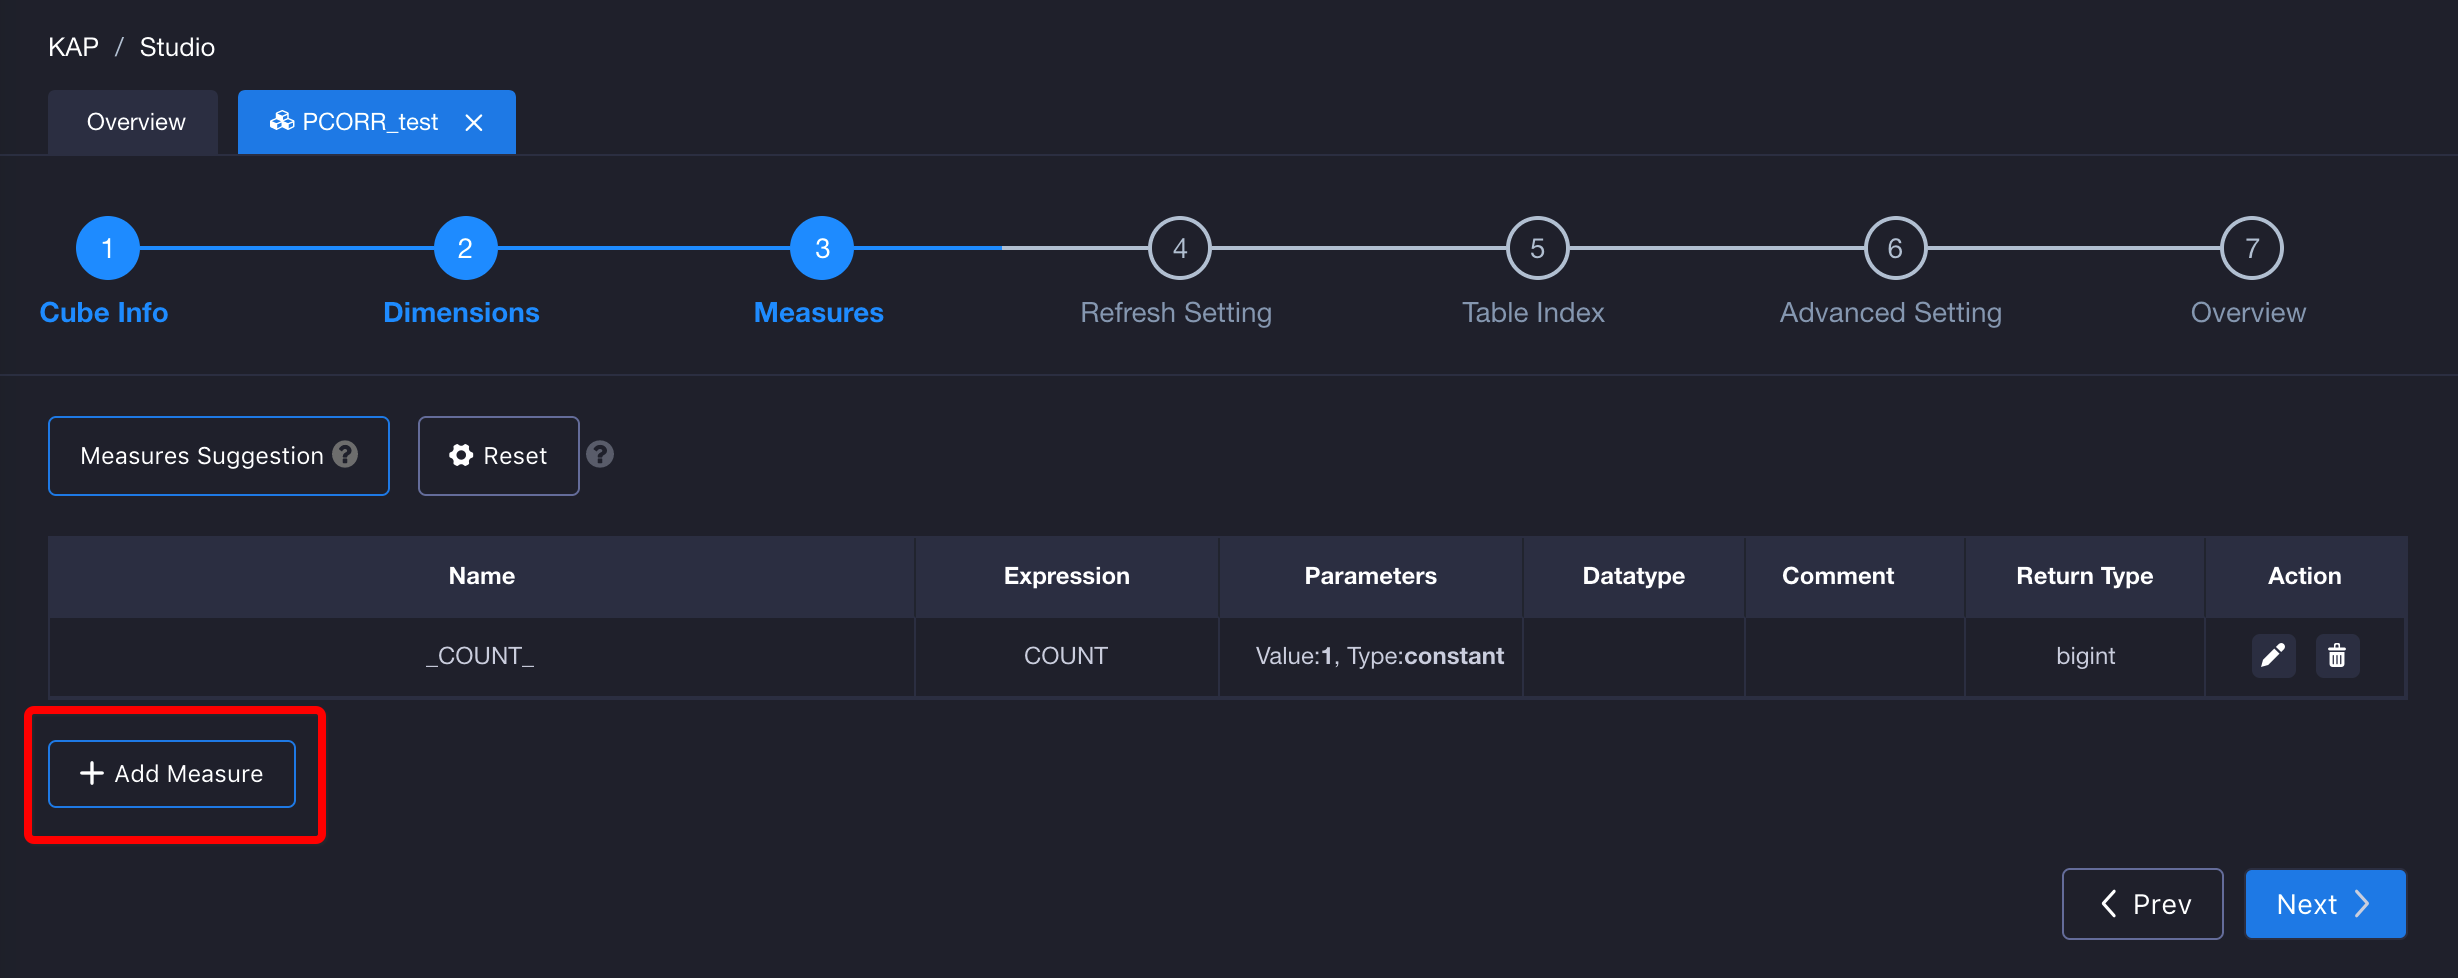 KAP / Studio
Overview PCORR_test
1 2 3 4 5 6 7
Cube Info Dimensions Measures Refresh Setting Table Index Advanced Setting Overview
Measures Suggestion ? Reset ?
Name Expression Parameters Datatype Comment Return Type Action
_COUNT_ COUNT Value:1, Type:constant bigint
+ Add Measure
< Prev Next >